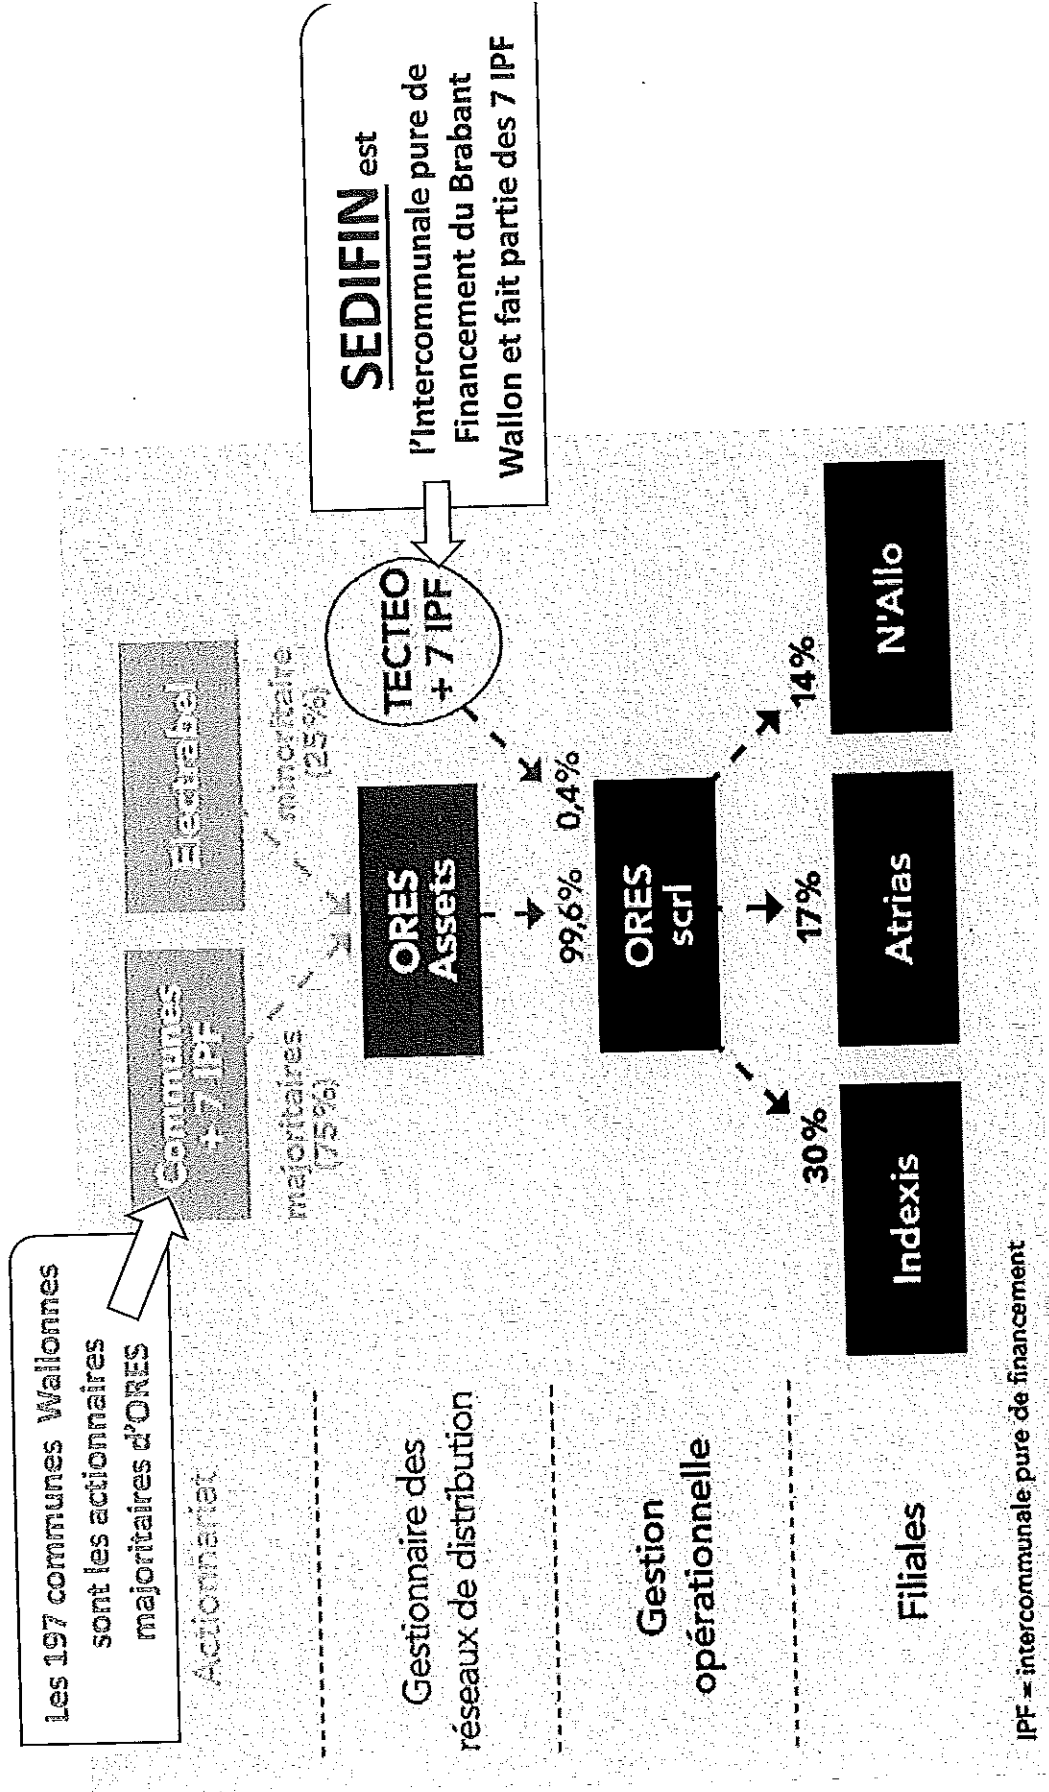 Les 197 communes Wallonnes
sont les actionnaires
majoritaires d'ORES
Actionnariat
Communes
+ 7 IPF
Electrabel
majoritaires
(75%)
minoritaire
(25%)
SEDIFIN est
l'Intercommunale pure de
Financement du Brabant
Wallon et fait partie des 7 IPF
Gestionnaire des
réseaux de distribution
ORES
Assets
TECTEO
+ 7 IPF
99,6%
0,4%
Gestion
opérationnelle
ORES
scrl
30%
17%
14%
Filiales
Indexis
Atrias
N'Allo
IPF = intercommunale pure de financement